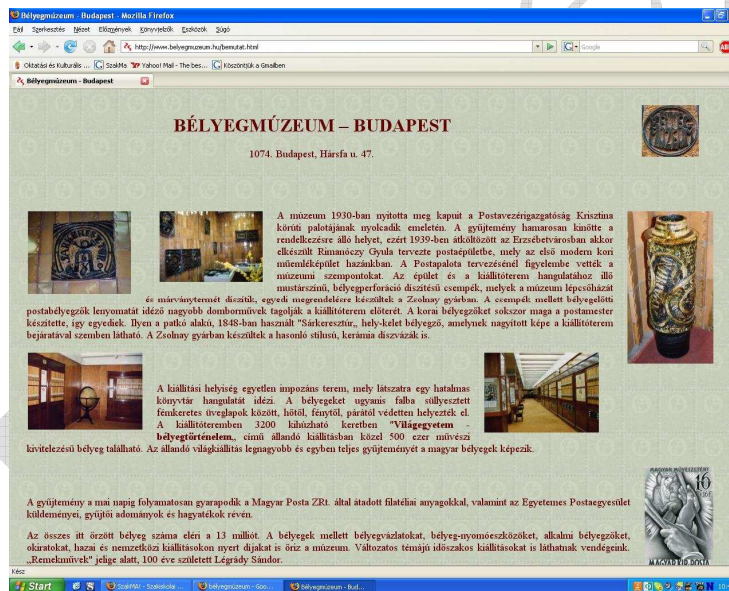 Bélyegmúzeum - Budapest - Mozilla Firefox
Fájl Szerkesztés Nézet Előzmények Könyvjelzők Eszközök Súgó
http://www.belyegmuzeum.hu/bemutat.html
Google
Oktatási és Kulturális ... SzakMa Yahoo! Mail - The bes... Köszöntjük a Gmailben
Bélyegmúzeum - Budapest
BÉLYEGMÚZEUM – BUDAPEST
1074. Budapest, Hársfa u. 47.
A múzeum 1930-ban nyitotta meg kapuit a Postavezérigazgatóság Krisztina
körúti palotájának nyolcadik emeletén. A gyűjtemény hamarosan kinőtte a
rendelkezésre álló helyet, ezért 1939-ben átköltözött az Erzsébetvárosban akkor
elkészült Rimanóczy Gyula tervezte postaépületbe, mely az első modern kori
műemléképület hazánkban. A Postapalota tervezésénél figyelembe vették a
múzeumi szempontokat. Az épület és a kiállítóterem hangulatához illő
mustárszínű, bélyegperforáció díszítésű csempék, melyek a múzeum lépcsőházát
és márványtermét díszítik, egyedi megrendelésre készültek a Zsolnay gyárban. A csempék mellett bélyegelőtti
postabélyegzők lenyomatát idéző nagyobb domborművek tagolják a kiállítóterem előterét. A korai bélyegzőket sokszor maga a postamester
készítette, így egyediek. Ilyen a patkó alakú, 1848-ban használt "Sárkeresztúr„ hely-kelet bélyegző, amelynek nagyított képe a kiállítóterem
bejáratával szemben látható. A Zsolnay gyárban készültek a hasonló stílusú, kerámia díszvázák is.
A kiállítási helyiség egyetlen impozáns terem, mely látszatra egy hatalmas
könyvtár hangulatát idézi. A bélyegeket ugyanis falba süllyesztett
fémkeretes üveglapok között, hőtől, fénytől, párától védetten helyezték el.
A kiállítóteremben 3200 kihúzható keretben "Világegyetem -
bélyegtörténelem„ című állandó kiállításban közel 500 ezer művészi
kivitelezésű bélyeg található. Az állandó világkiállítás legnagyobb és egyben teljes gyűjteményét a magyar bélyegek képezik.
A gyűjtemény a mai napig folyamatosan gyarapodik a Magyar Posta ZRt. által átadott filatéliai anyagokkal, valamint az Egyetemes Postaegyesület
küldeményei, gyűjtői adományok és hagyatékok révén.
Az összes itt őrzött bélyeg száma eléri a 13 milliót. A bélyegek mellett bélyegvázlatokat, bélyeg-nyomóeszközöket, alkalmi bélyegzőket,
okiratokat, hazai és nemzetközi kiállításokon nyert díjakat is őriz a múzeum. Változatos témájú időszakos kiállításokat is láthatnak vendégeink.
„Remekművek" jelige alatt, 100 éve született Légrády Sándor.
MAGYAR MŰVÉSZETÉRT
16
MAGYAR KIR. POSTA
Kész
Start SzakMA! - Szakiskolai ... bélyegmúzeum - Goo... Bélyegmúzeum - Bud...